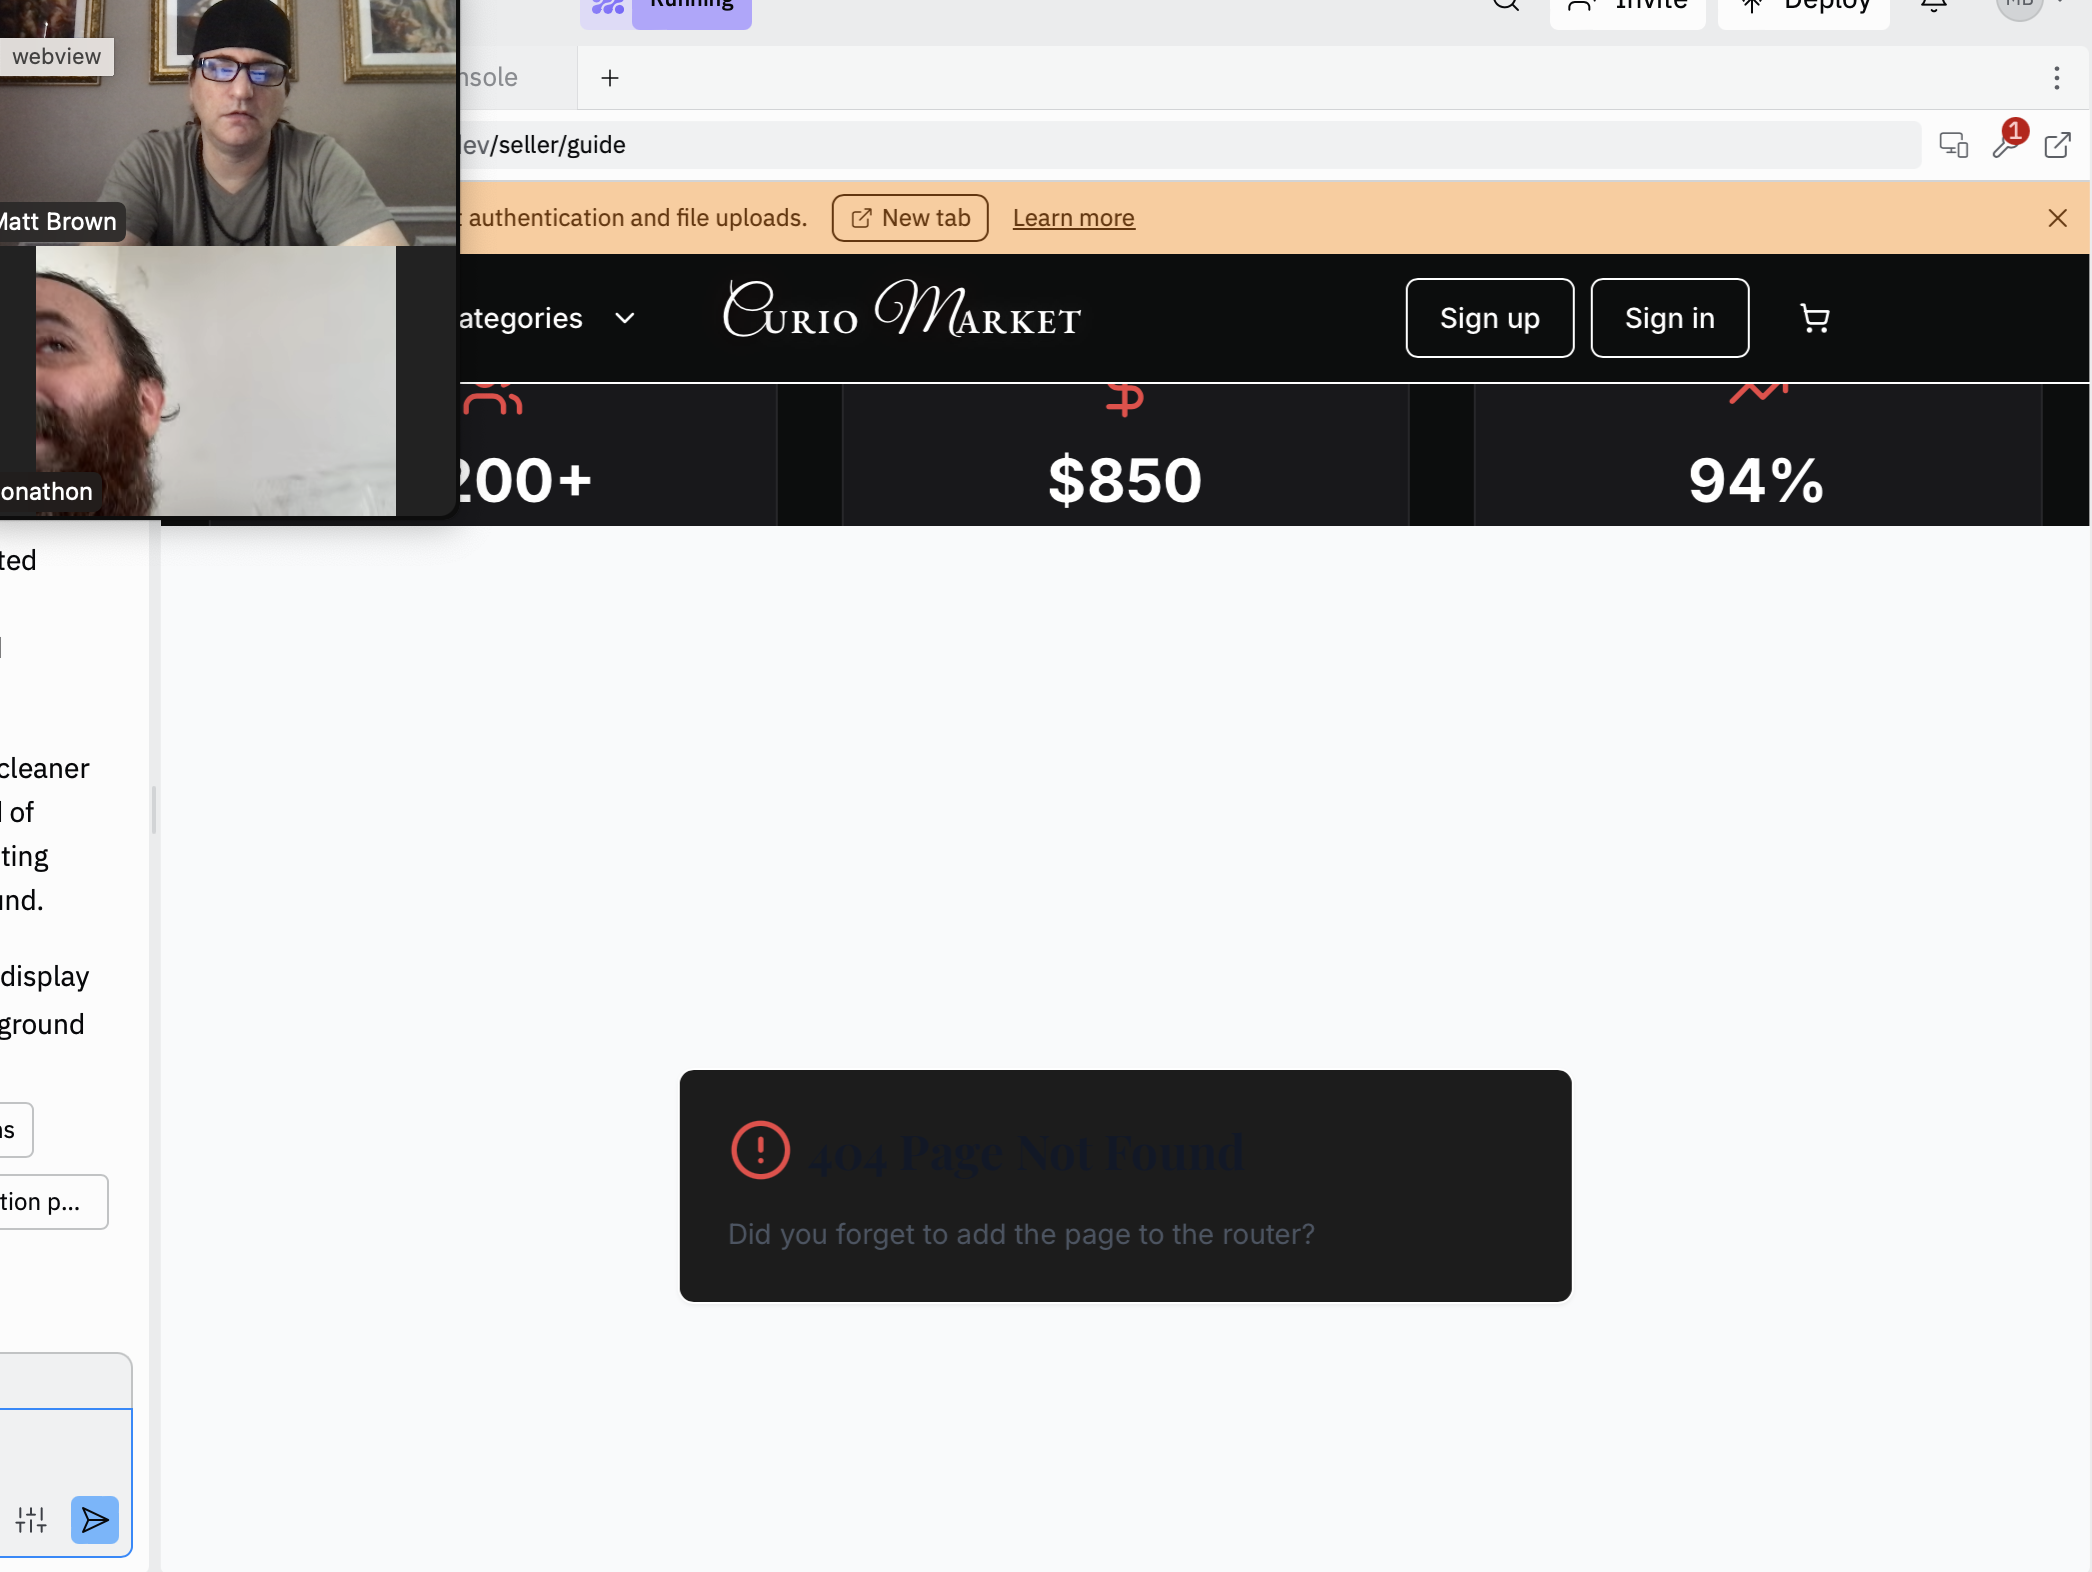 Running
Invite
Deploy
MB
webview
nsole
ev/seller/guide
1
authentication and file uploads.
New tab
Learn more
Matt Brown
ategories
Curio Market
Sign up
Sign in
200+
$850
94%
onathon
ted
cleaner
of
ting
und.
display
ground
ns
tion p...
404 Page Not Found
Did you forget to add the page to the router?